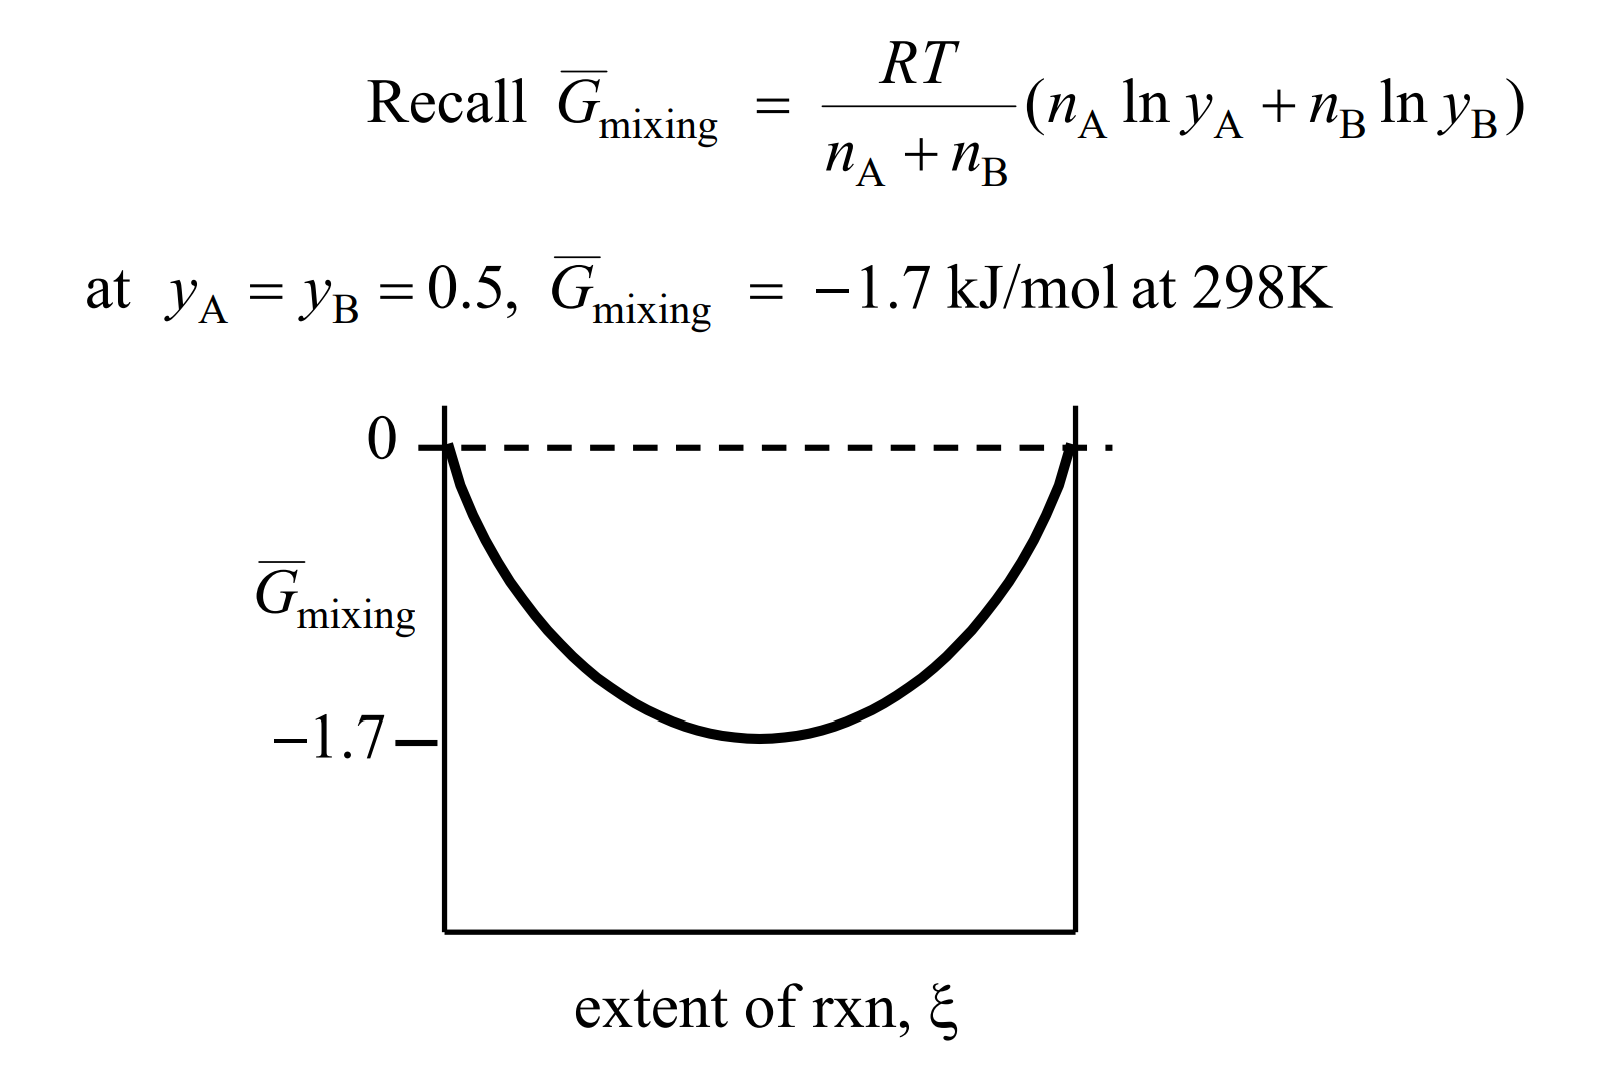 Recall G̅mixing = RT / (nA + nB) (nA ln yA + nB ln yB)
at yA = yB = 0.5, G̅mixing = −1.7 kJ/mol at 298K
0
G̅mixing
−1.7
extent of rxn, ξ